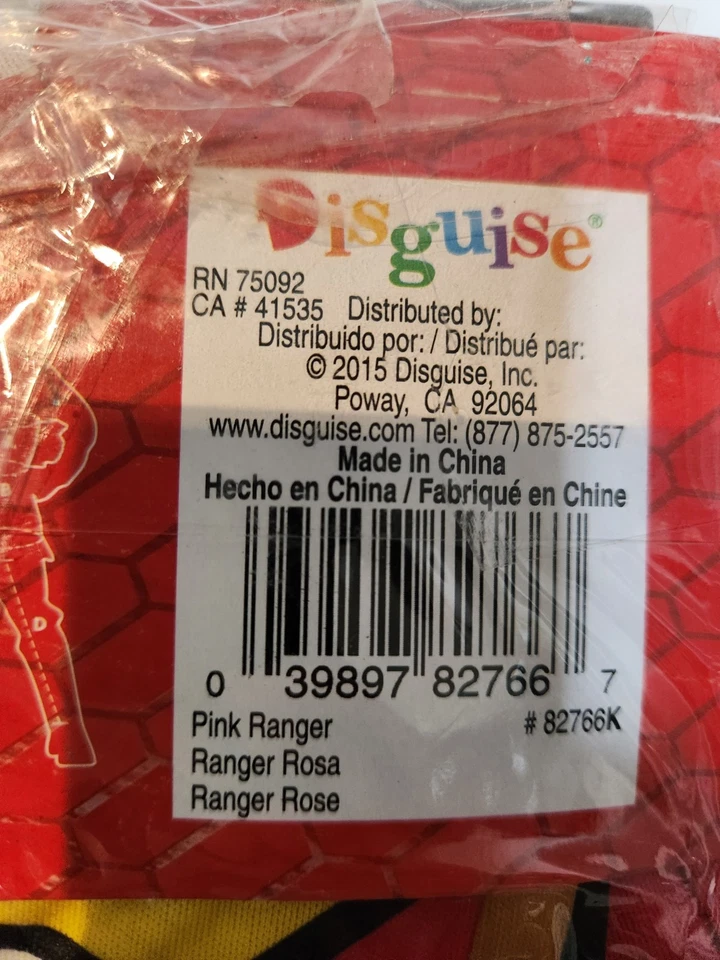 Disguise®
RN 75092
CA # 41535 Distributed by:
Distribuido por: / Distribué par:
© 2015 Disguise, Inc.
Poway, CA 92064
www.disguise.com Tel: (877) 875-2557
Made in China
Hecho en China / Fabriqué en Chine
0 39897 82766 7
Pink Ranger # 82766K
Ranger Rosa
Ranger Rose
B
D